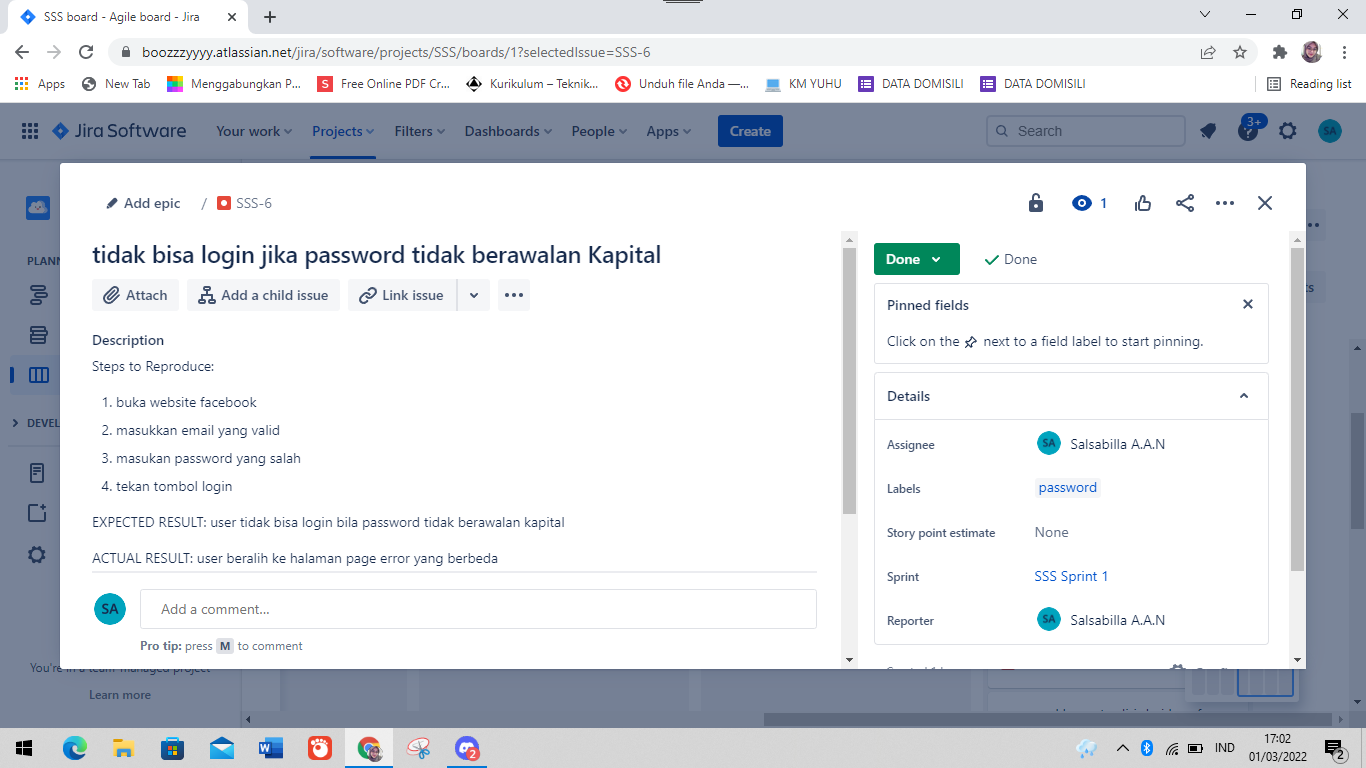 SSS board - Agile board - Jira
boozzzyyyy.atlassian.net/jira/software/projects/SSS/boards/1?selectedIssue=SSS-6
Apps New Tab Menggabungkan P... Free Online PDF Cr... Kurikulum – Teknik... Unduh file Anda —... KM YUHU DATA DOMISILI DATA DOMISILI Reading list
Jira Software Your work Projects Filters Dashboards People Apps Create Search 3+ SA
Add epic / SSS-6 1
tidak bisa login jika password tidak berawalan Kapital
Attach Add a child issue Link issue
Done Done
PLANN
Pinned fields
Click on the next to a field label to start pinning.
Description
Steps to Reproduce:
1. buka website facebook
2. masukkan email yang valid
3. masukan password yang salah
4. tekan tombol login
EXPECTED RESULT: user tidak bisa login bila password tidak berawalan kapital
ACTUAL RESULT: user beralih ke halaman page error yang berbeda
DEVEL
Details
Assignee SA Salsabilla A.A.N
Labels password
Story point estimate None
Sprint SSS Sprint 1
Reporter SA Salsabilla A.A.N
SA Add a comment...
Pro tip: press M to comment
You're in a team-managed project
Learn more
IND 17:02
01/03/2022
2
2